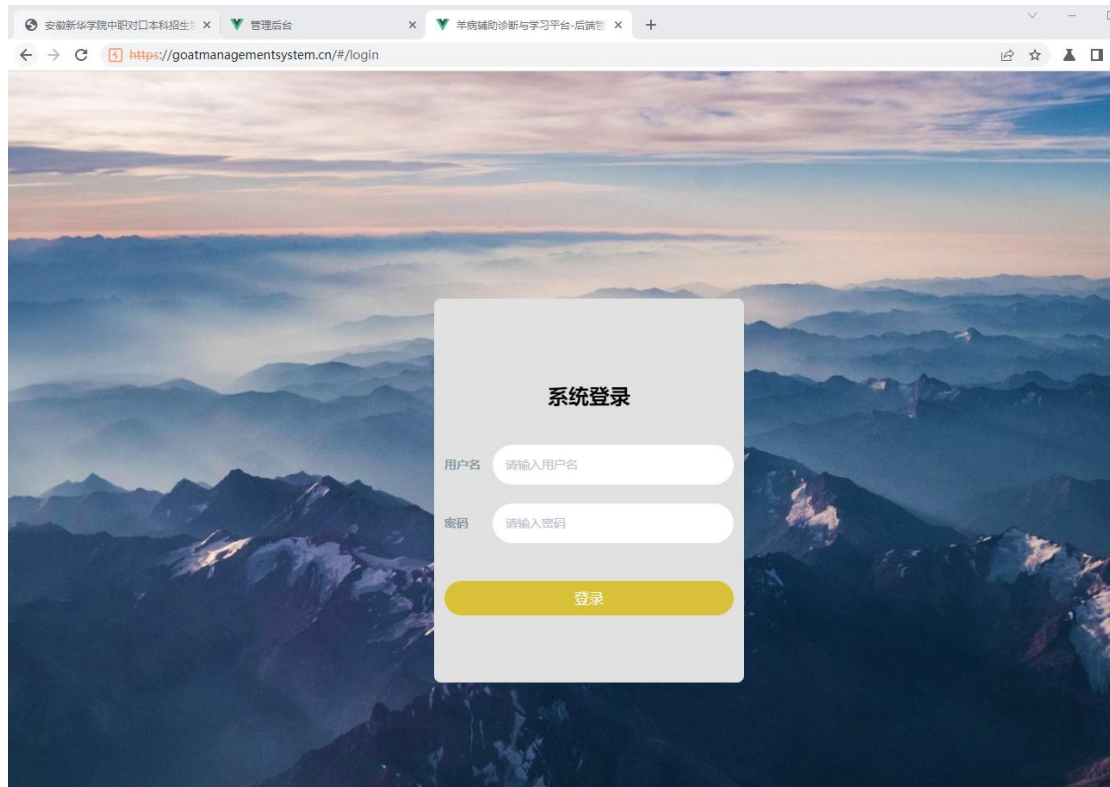 安徽新华学院中职对口本科招生
管理后台
羊病辅助诊断与学习平台-后端管
https://goatmanagementsystem.cn/#/login
系统登录
用户名
请输入用户名
密码
请输入密码
登录